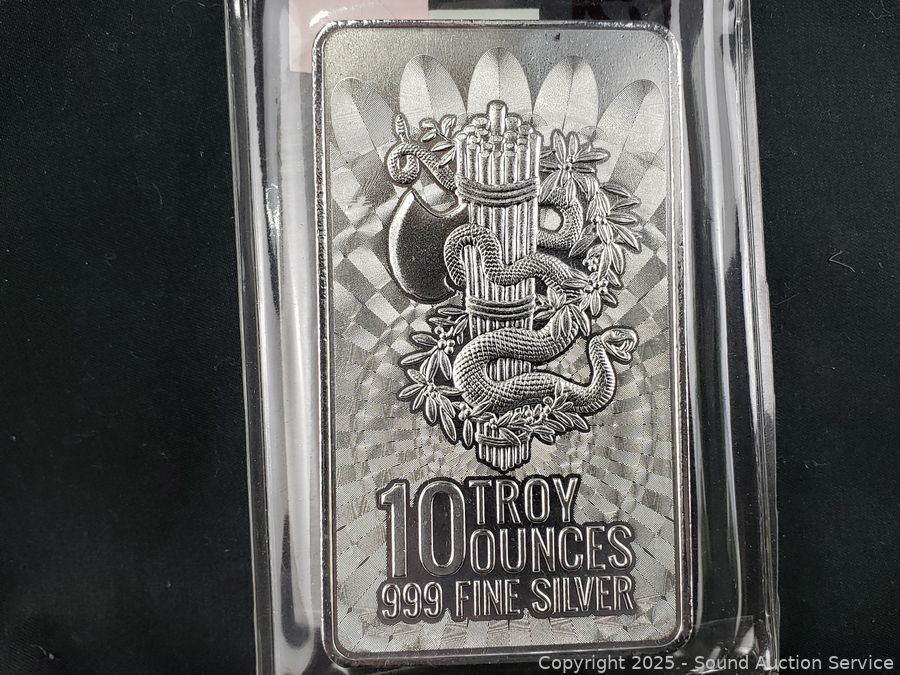 10 TROY
OUNCES
999 FINE SILVER
Copyright 2025 - Sound Auction Service